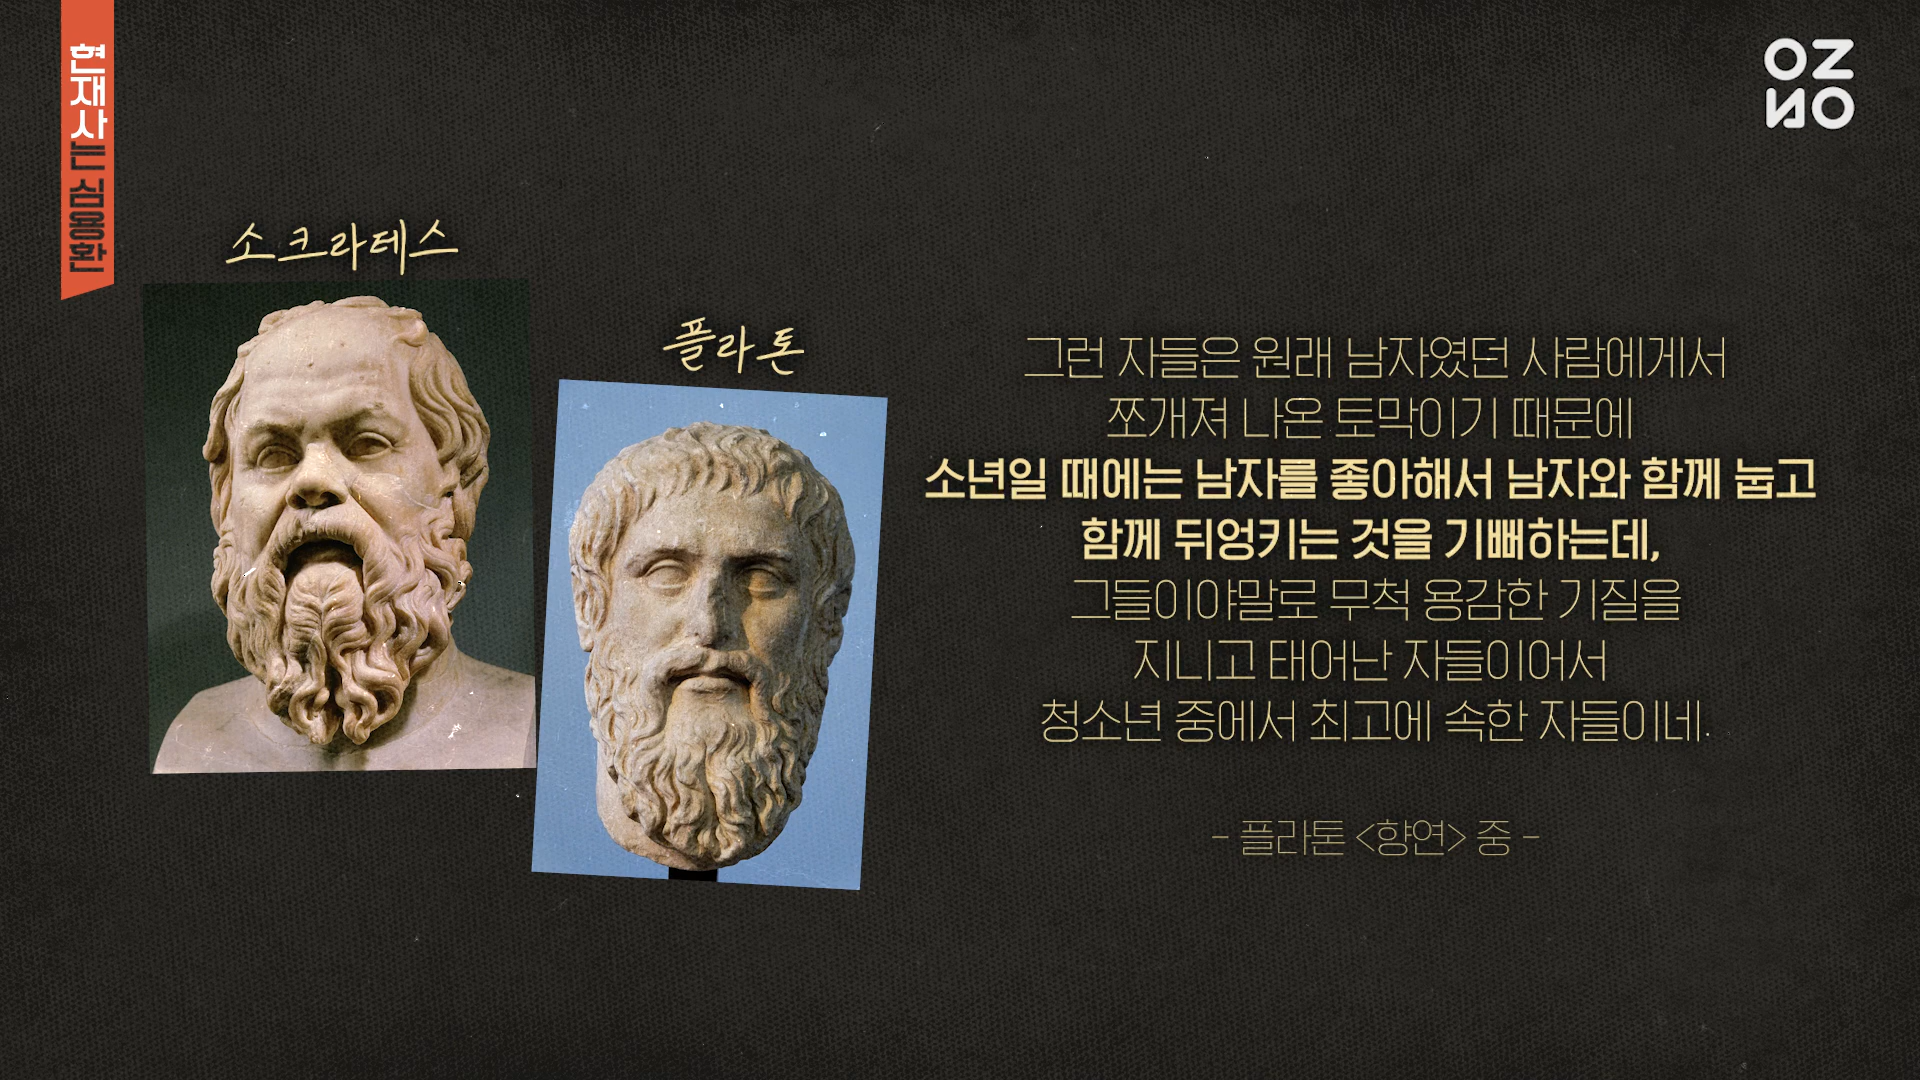 현재사는 심용환
OZ
NO
소크라테스
플라톤
그런 자들은 원래 남자였던 사람에게서
쪼개져 나온 토막이기 때문에
소년일 때에는 남자를 좋아해서 남자와 함께 눕고
함께 뒤엉키는 것을 기뻐하는데,
그들이야말로 무척 용감한 기질을
지니고 태어난 자들이어서
청소년 중에서 최고에 속한 자들이네.
- 플라톤 <향연> 중 -